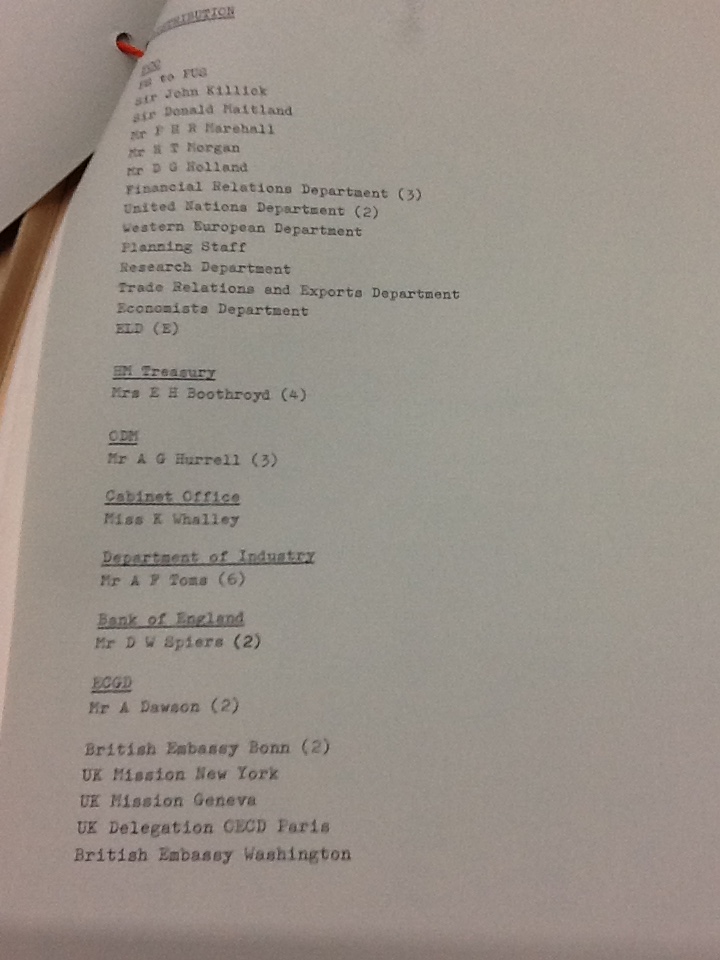 DISTRIBUTION
FCO
PS to PUS
Sir John Killick
Sir Donald Maitland
Mr P H R Marshall
Mr H T Morgan
Mr D G Holland
Financial Relations Department (3)
United Nations Department (2)
Western European Department
Planning Staff
Research Department
Trade Relations and Exports Department
Economists Department
ELD (E)
HM Treasury
Mrs E H Boothroyd (4)
ODM
Mr A G Hurrell (3)
Cabinet Office
Miss K Whalley
Department of Industry
Mr A F Toms (6)
Bank of England
Mr D W Spiers (2)
ECGD
Mr A Dawson (2)
British Embassy Bonn (2)
UK Mission New York
UK Mission Geneva
UK Delegation OECD Paris
British Embassy Washington